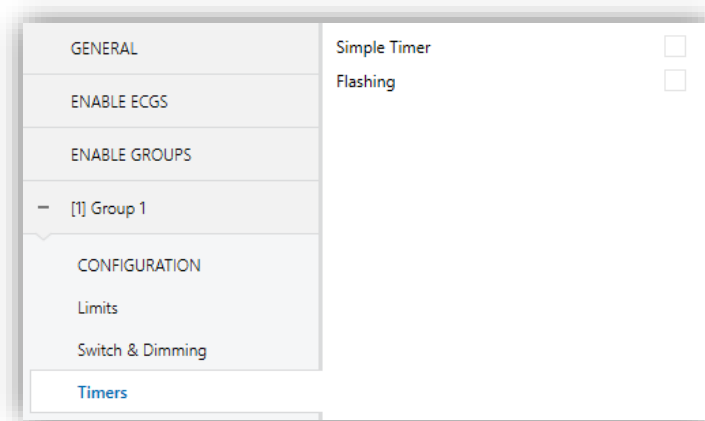 GENERAL
ENABLE ECGS
ENABLE GROUPS
[1] Group 1
CONFIGURATION
Limits
Switch & Dimming
Timers
Simple Timer
Flashing